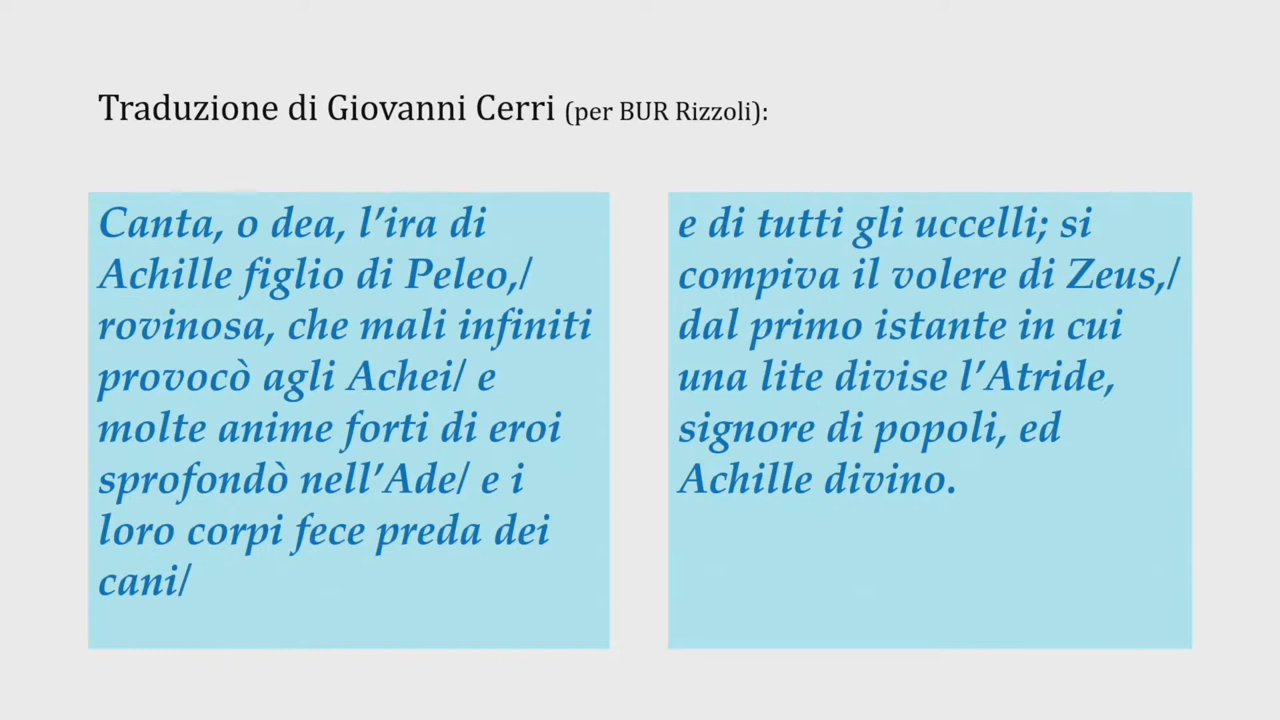 Traduzione di Giovanni Cerri (per BUR Rizzoli):
Canta, o dea, l’ira di
Achille figlio di Peleo,/
rovinosa, che mali infiniti
provocò agli Achei/ e
molte anime forti di eroi
sprofondò nell’Ade/ e i
loro corpi fece preda dei
cani/
e di tutti gli uccelli; si
compiva il volere di Zeus,/
dal primo istante in cui
una lite divise l’Atride,
signore di popoli, ed
Achille divino.